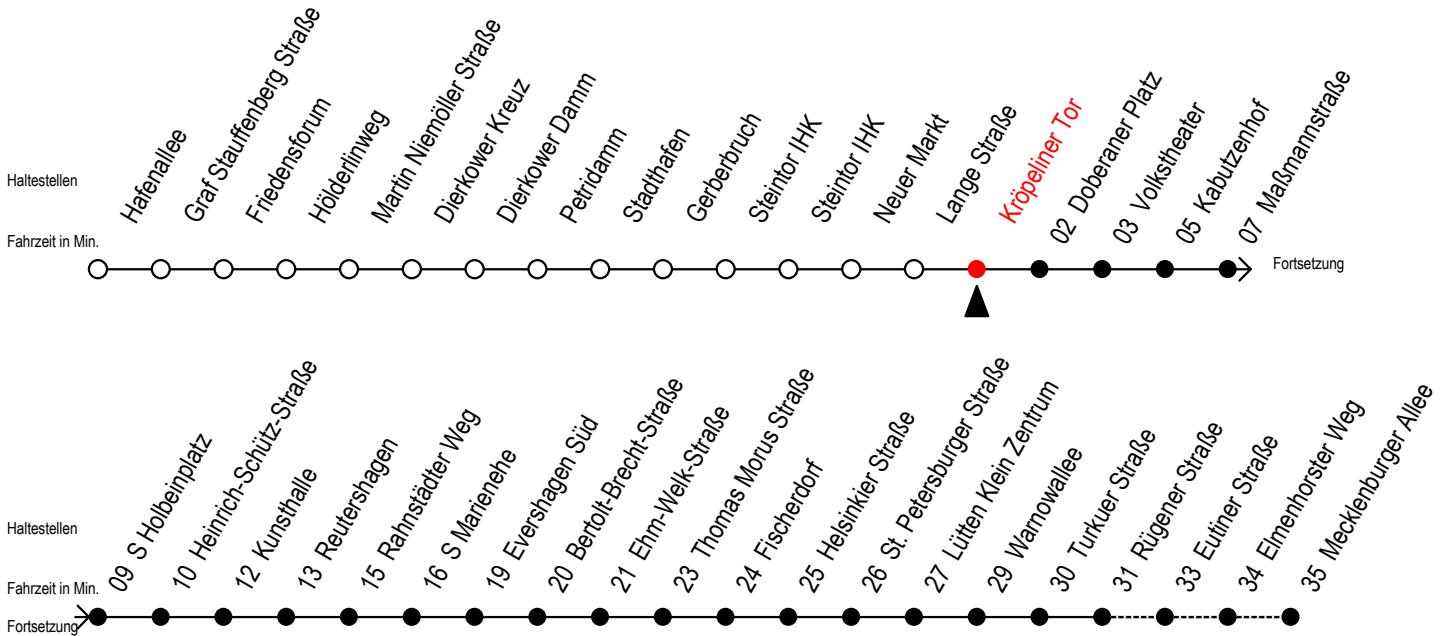 Haltestellen
Hafenallee
Graf Stauffenberg Straße
Friedensforum
Hölderlinweg
Martin Niemöller Straße
Dierkower Kreuz
Dierkower Damm
Petridamm
Stadthafen
Gerberbruch
Steintor IHK
Steintor IHK
Neuer Markt
Lange Straße
Kröpeliner Tor
02 Doberaner Platz
03 Volkstheater
05 Kabutzenhof
07 Maßmannstraße
Fahrzeit in Min.
Fortsetzung
Haltestellen
09 S Holbeinplatz
10 Heinrich-Schütz-Straße
12 Kunsthalle
13 Reutershagen
15 Rahnstädter Weg
16 S Marienehe
19 Evershagen Süd
20 Bertolt-Brecht-Straße
21 Ehm-Welk-Straße
23 Thomas Morus Straße
24 Fischerdorf
25 Helsinkier Straße
26 St. Petersburger Straße
27 Lütten Klein Zentrum
29 Warnowallee
30 Turkuer Straße
31 Rügener Straße
33 Eutiner Straße
34 Elmenhorster Weg
35 Mecklenburger Allee
Fahrzeit in Min.
Fortsetzung